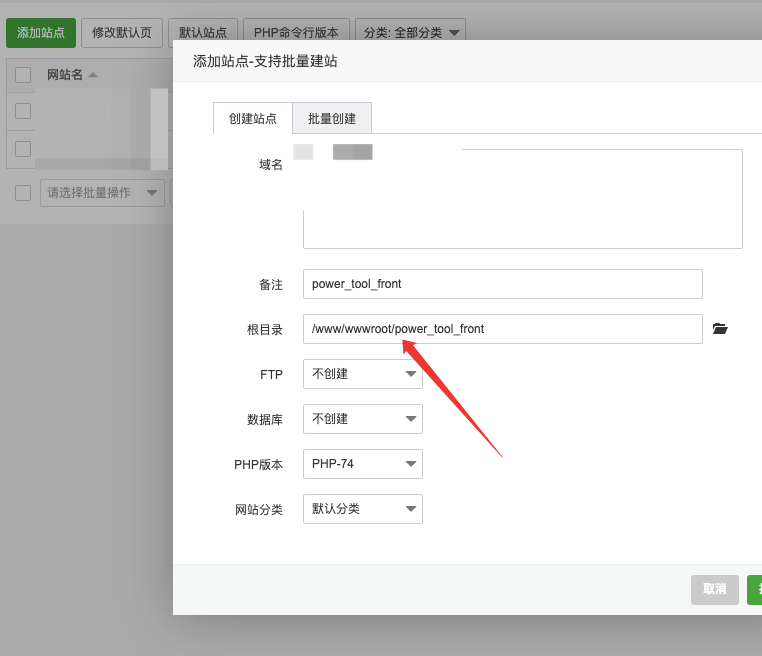 添加站点 修改默认页 默认站点 PHP命令行版本 分类: 全部分类
网站名
请选择批量操作
添加站点-支持批量建站
创建站点 批量创建
域名
备注 power_tool_front
根目录 /www/wwwroot/power_tool_front
FTP 不创建
数据库 不创建
PHP版本 PHP-74
网站分类 默认分类
取消